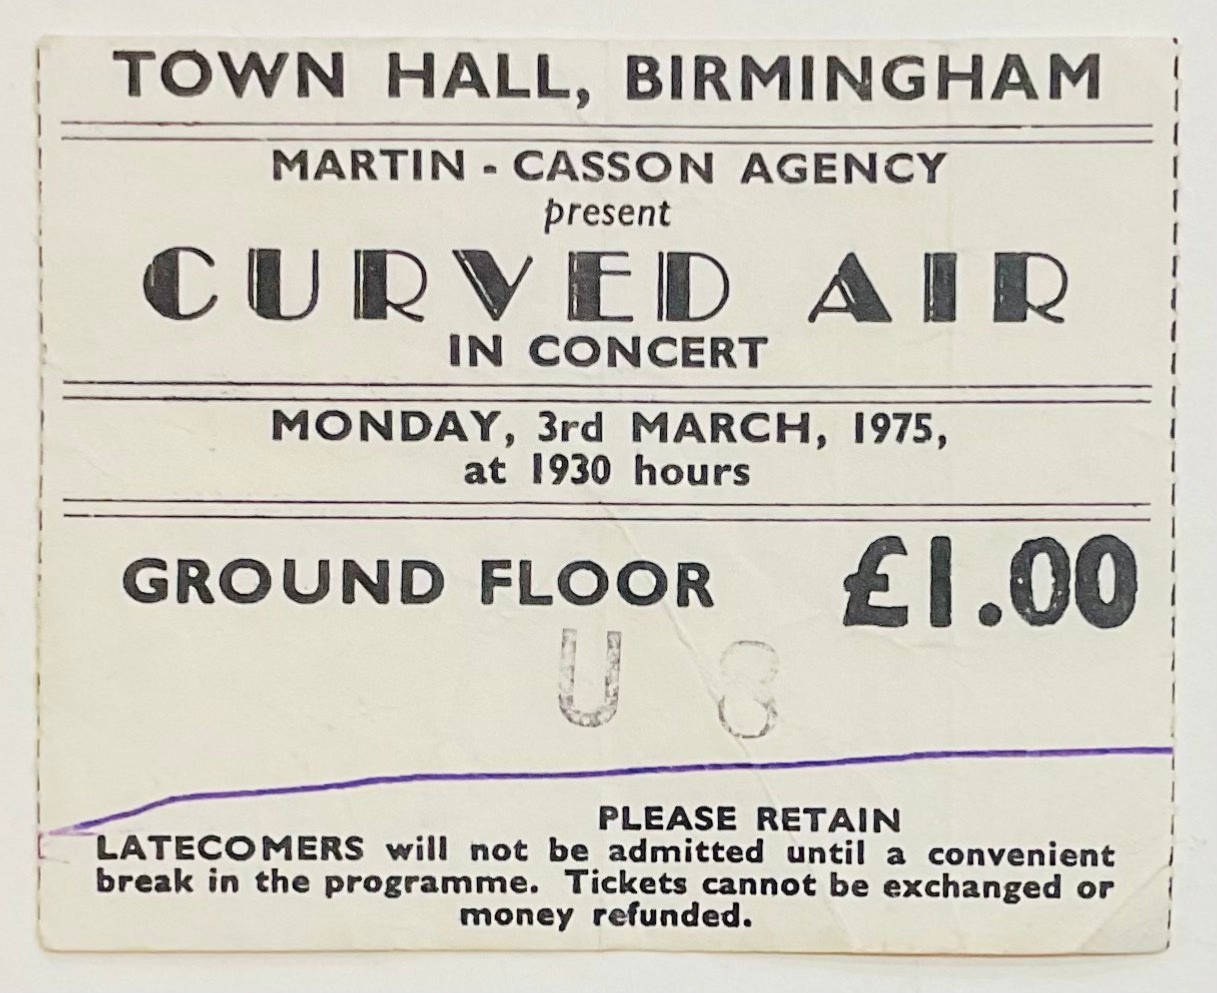 TOWN HALL, BIRMINGHAM
MARTIN - CASSON AGENCY
present
CURVED AIR
IN CONCERT
MONDAY, 3rd MARCH, 1975,
at 1930 hours
GROUND FLOOR £1.00
U 8
PLEASE RETAIN
LATECOMERS will not be admitted until a convenient
break in the programme. Tickets cannot be exchanged or
money refunded.